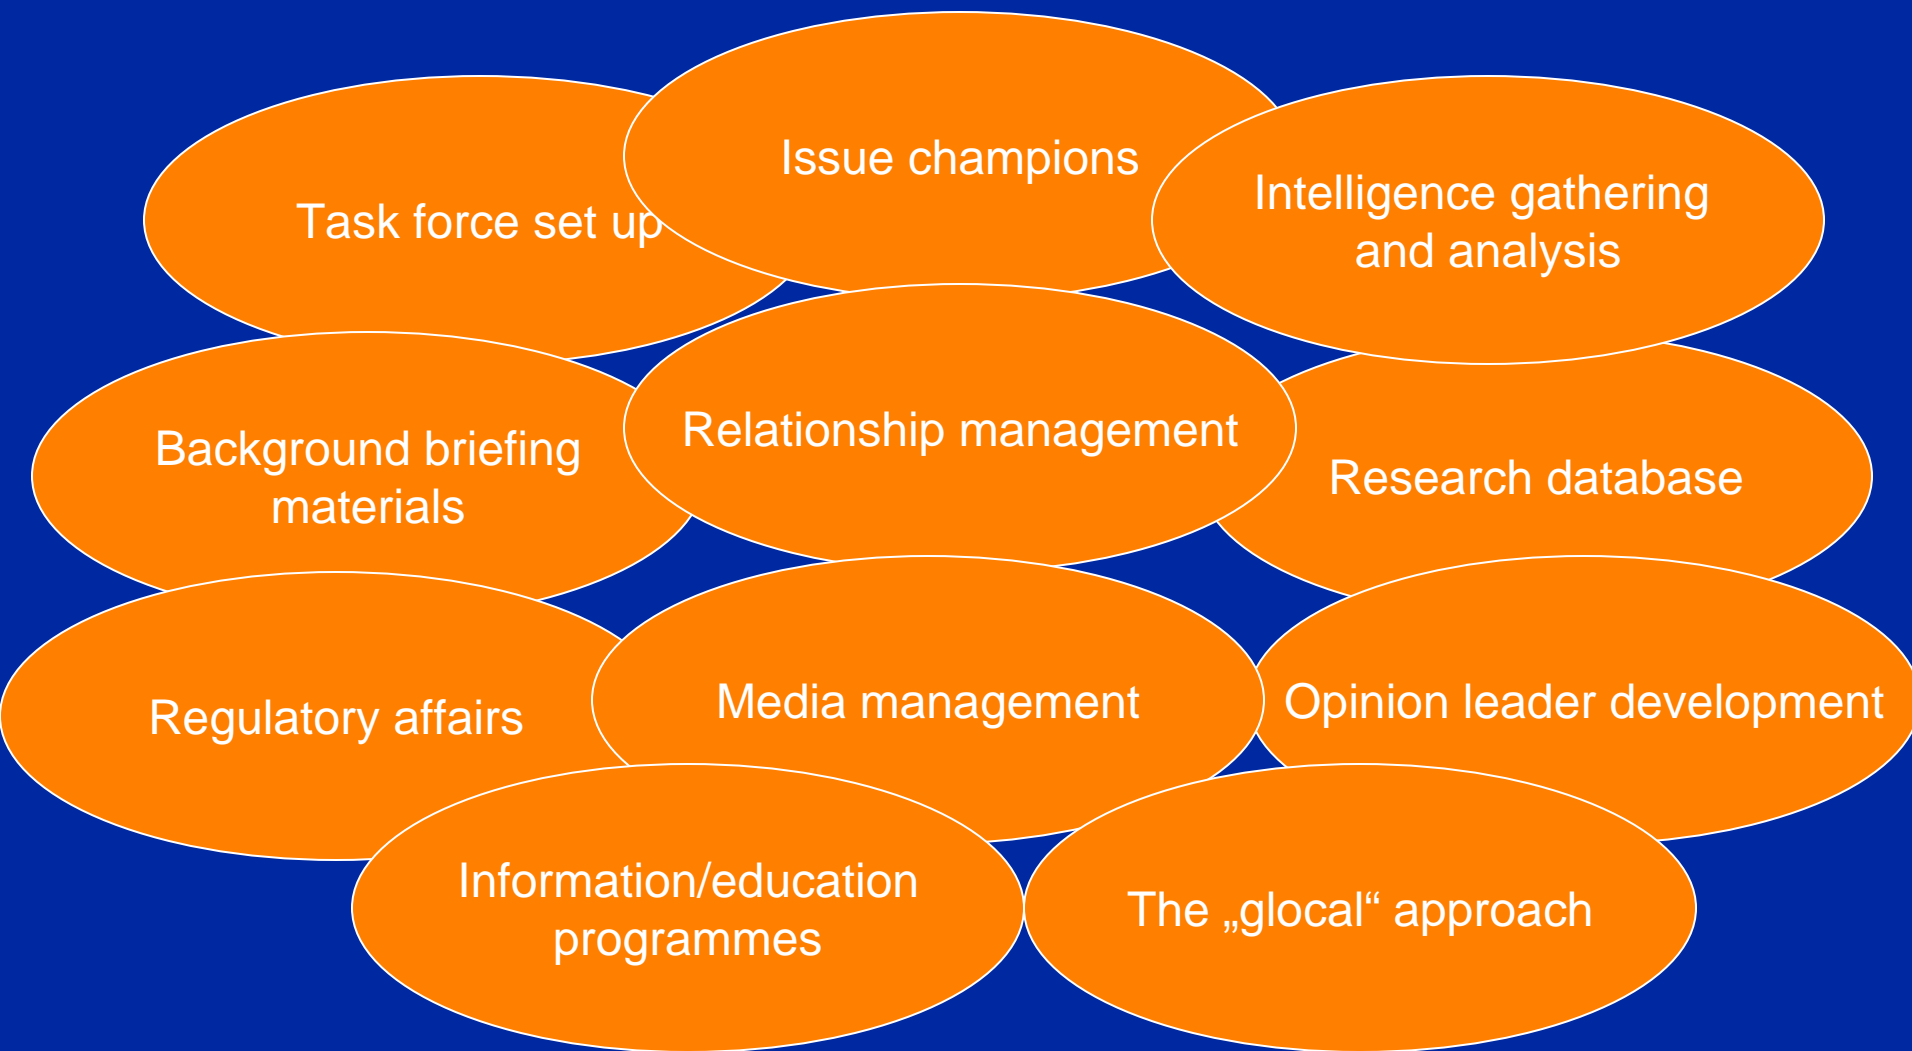 Issue champions
Task force set up
Intelligence gathering
and analysis
Background briefing
materials
Relationship management
Research database
Regulatory affairs
Media management
Opinion leader development
Information/education
programmes
The „glocal“ approach